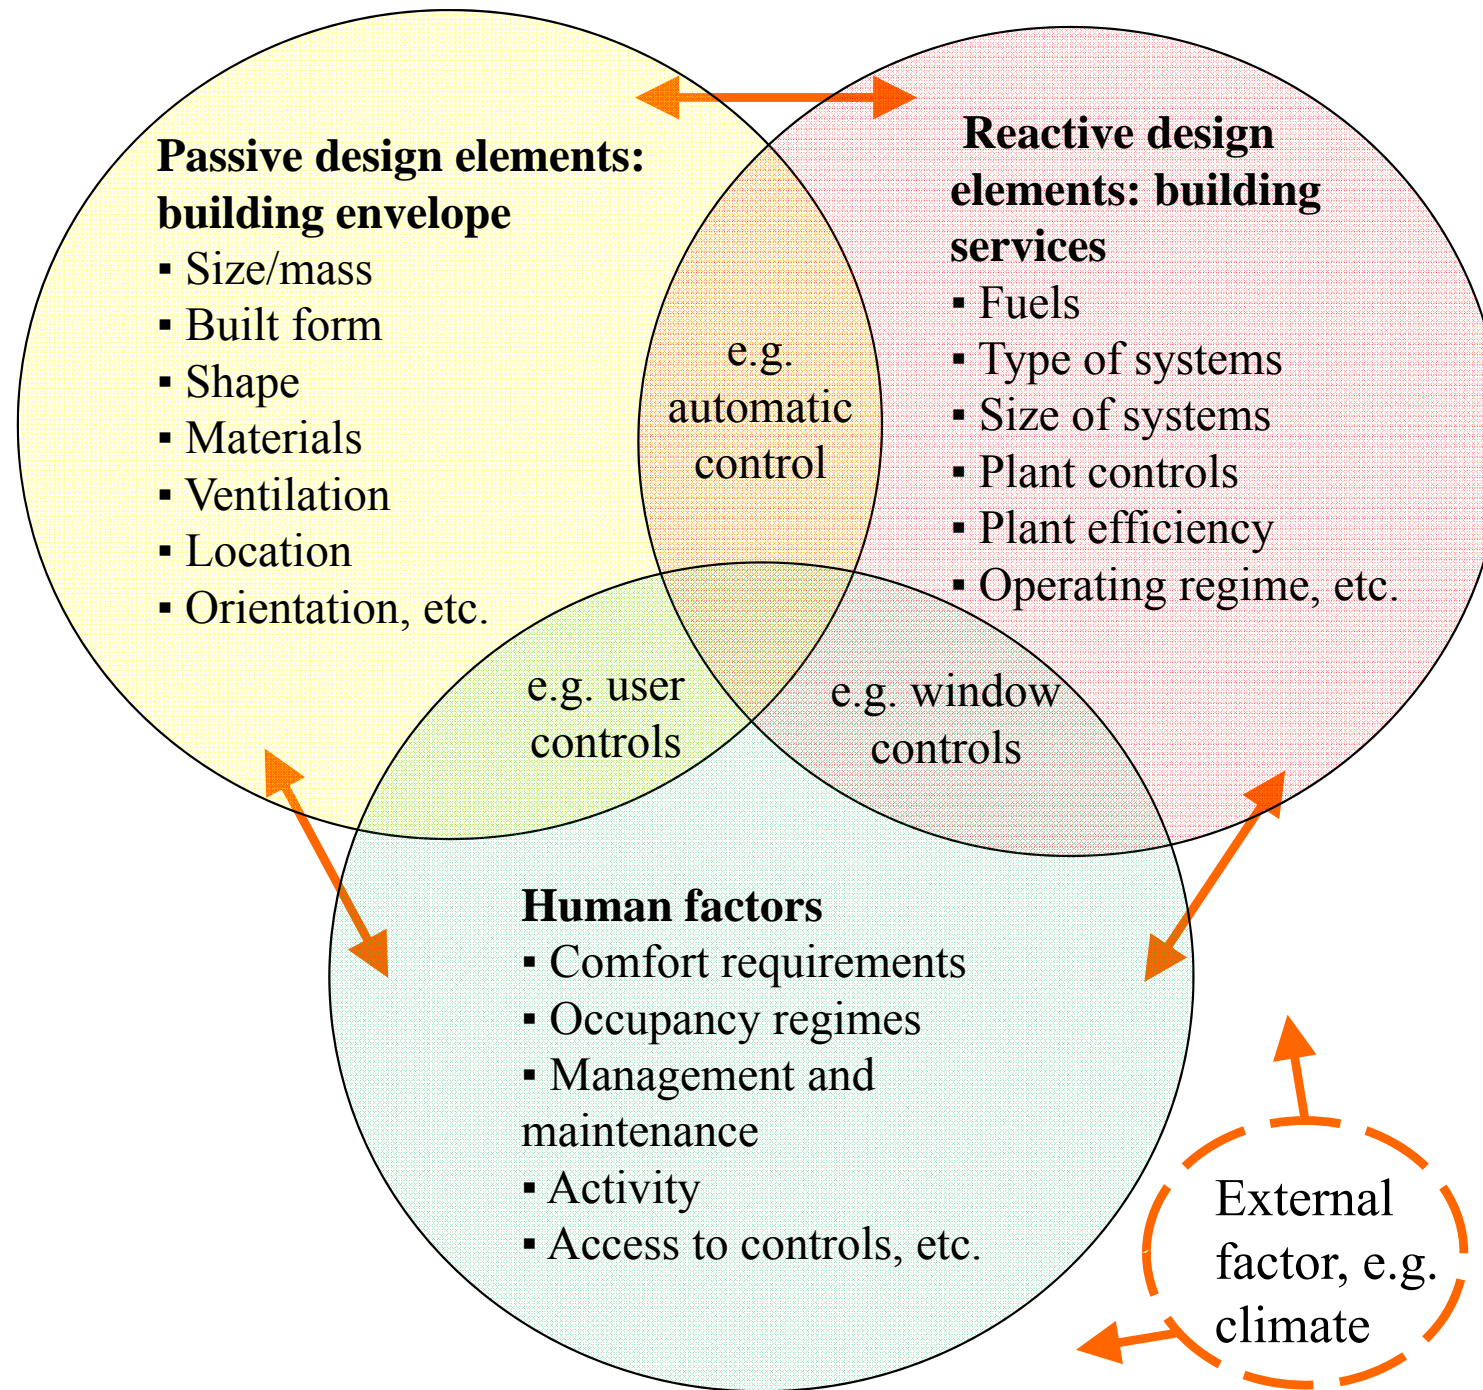 Passive design elements:
building envelope
▪ Size/mass
▪ Built form
▪ Shape
▪ Materials
▪ Ventilation
▪ Location
▪ Orientation, etc.
Reactive design
elements: building
services
▪ Fuels
▪ Type of systems
▪ Size of systems
▪ Plant controls
▪ Plant efficiency
▪ Operating regime, etc.
e.g.
automatic
control
e.g. user
controls
e.g. window
controls
Human factors
▪ Comfort requirements
▪ Occupancy regimes
▪ Management and
maintenance
▪ Activity
▪ Access to controls, etc.
External
factor, e.g.
climate